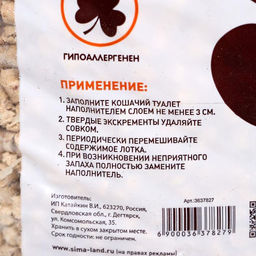 ГИПОАЛЛЕРГЕНЕН
ПРИМЕНЕНИЕ:
1. ЗАПОЛНИТЕ КОШАЧИЙ ТУАЛЕТ
НАПОЛНИТЕЛЕМ СЛОЕМ НЕ МЕНЕЕ 3 СМ.
2. ТВЕРДЫЕ ЭКСКРЕМЕНТЫ УДАЛЯЙТЕ
СОВКОМ.
3. ПЕРИОДИЧЕСКИ ПЕРЕМЕШИВАЙТЕ
СОДЕРЖИМОЕ ЛОТКА.
4. ПРИ ВОЗНИКНОВЕНИИ НЕПРИЯТНОГО
ЗАПАХА ПОЛНОСТЬЮ ЗАМЕНИТЕ
НАПОЛНИТЕЛЬ.
Изготовитель:
ИП Катайкин В.И., 623270, Россия,
Свердловская обл., г. Дегтярск,
ул. Комсомольская, 35.
Хранить в сухом закрытом месте.
Срок годности: не ограничен.
www.sima-land.ru (на правах рекламы)
Арт.:3637827
6 900036 378279